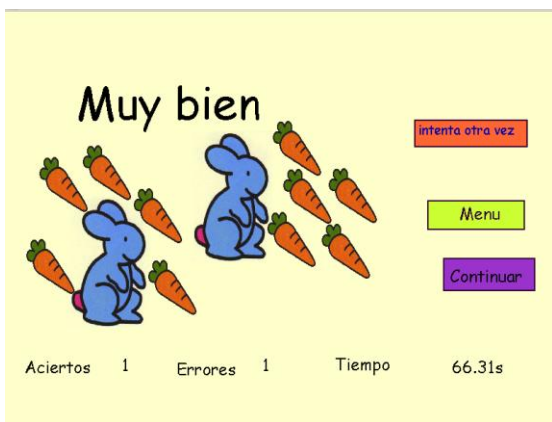 Muy bien
intenta otra vez
Menu
Continuar
Aciertos 1 Errores 1 Tiempo 66.31s